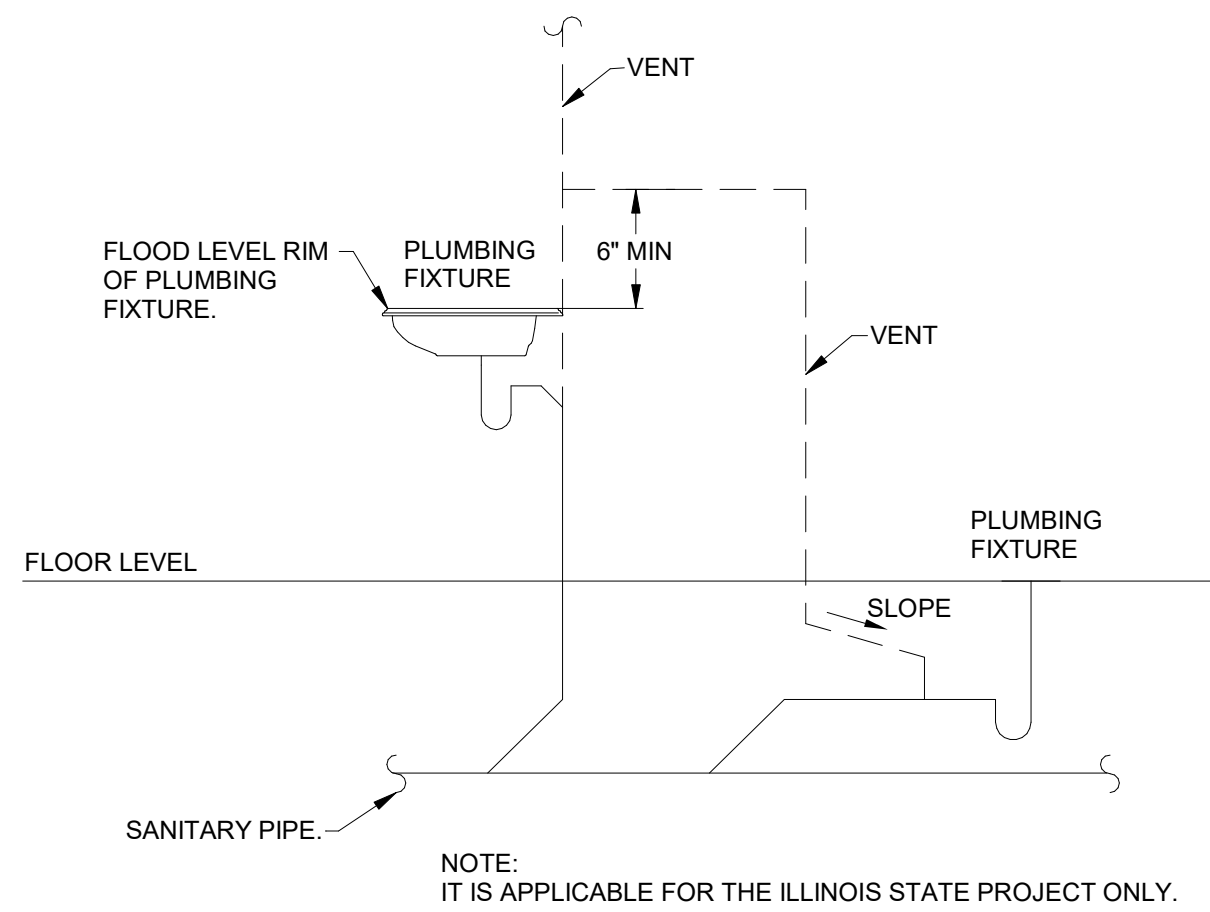 VENT
FLOOD LEVEL RIM
OF PLUMBING
FIXTURE.
PLUMBING
FIXTURE
6" MIN
VENT
PLUMBING
FIXTURE
FLOOR LEVEL
SLOPE
SANITARY PIPE.
NOTE:
IT IS APPLICABLE FOR THE ILLINOIS STATE PROJECT ONLY.